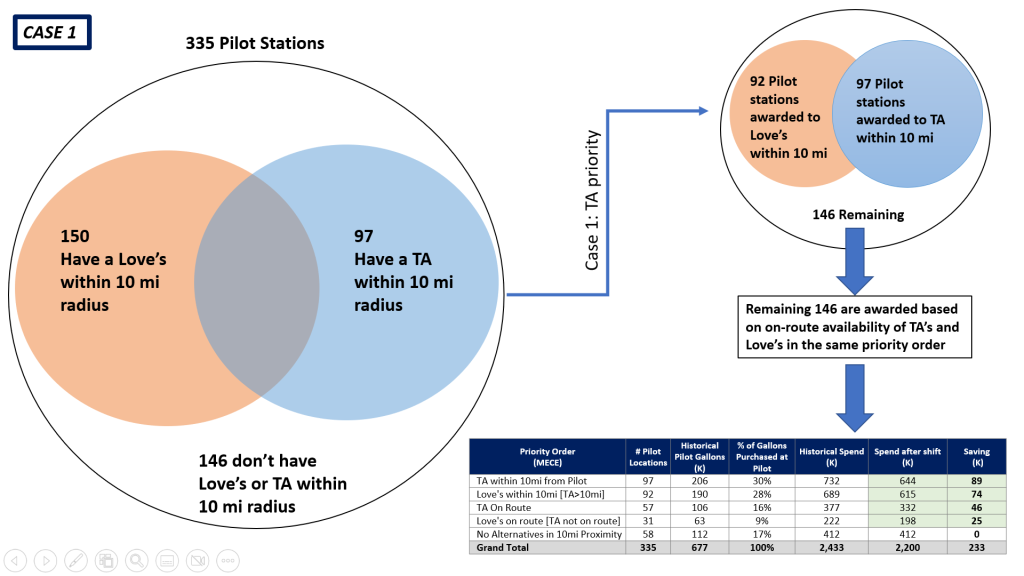 CASE 1
335 Pilot Stations
150
Have a Love's
within 10 mi
radius
97
Have a TA
within 10 mi
radius
146 don't have
Love's or TA within
10 mi radius
Case 1: TA priority
92 Pilot
stations
awarded to
Love's
within 10 mi
97 Pilot
stations
awarded to TA
within 10 mi
146 Remaining
Remaining 146 are awarded based
on on-route availability of TA's and
Love's in the same priority order
Priority Order (MECE) # Pilot Locations Historical Pilot Gallons (K) % of Gallons Purchased at Pilot Historical Spend (K) Spend after shift (K) Saving (K)
TA within 10mi from Pilot 97 206 30% 732 644 89
Love's within 10mi [TA>10mi] 92 190 28% 689 615 74
TA On Route 57 106 16% 377 332 46
Love's on route [TA not on route] 31 63 9% 222 198 25
No Alternatives in 10mi Proximity 58 112 17% 412 412 0
Grand Total 335 677 100% 2,433 2,200 233